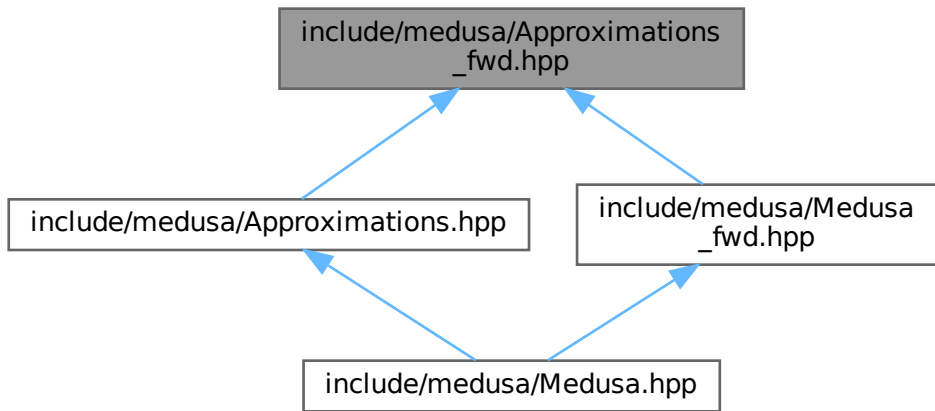 include/medusa/Approximations
_fwd.hpp
include/medusa/Approximations.hpp
include/medusa/Medusa
_fwd.hpp
include/medusa/Medusa.hpp